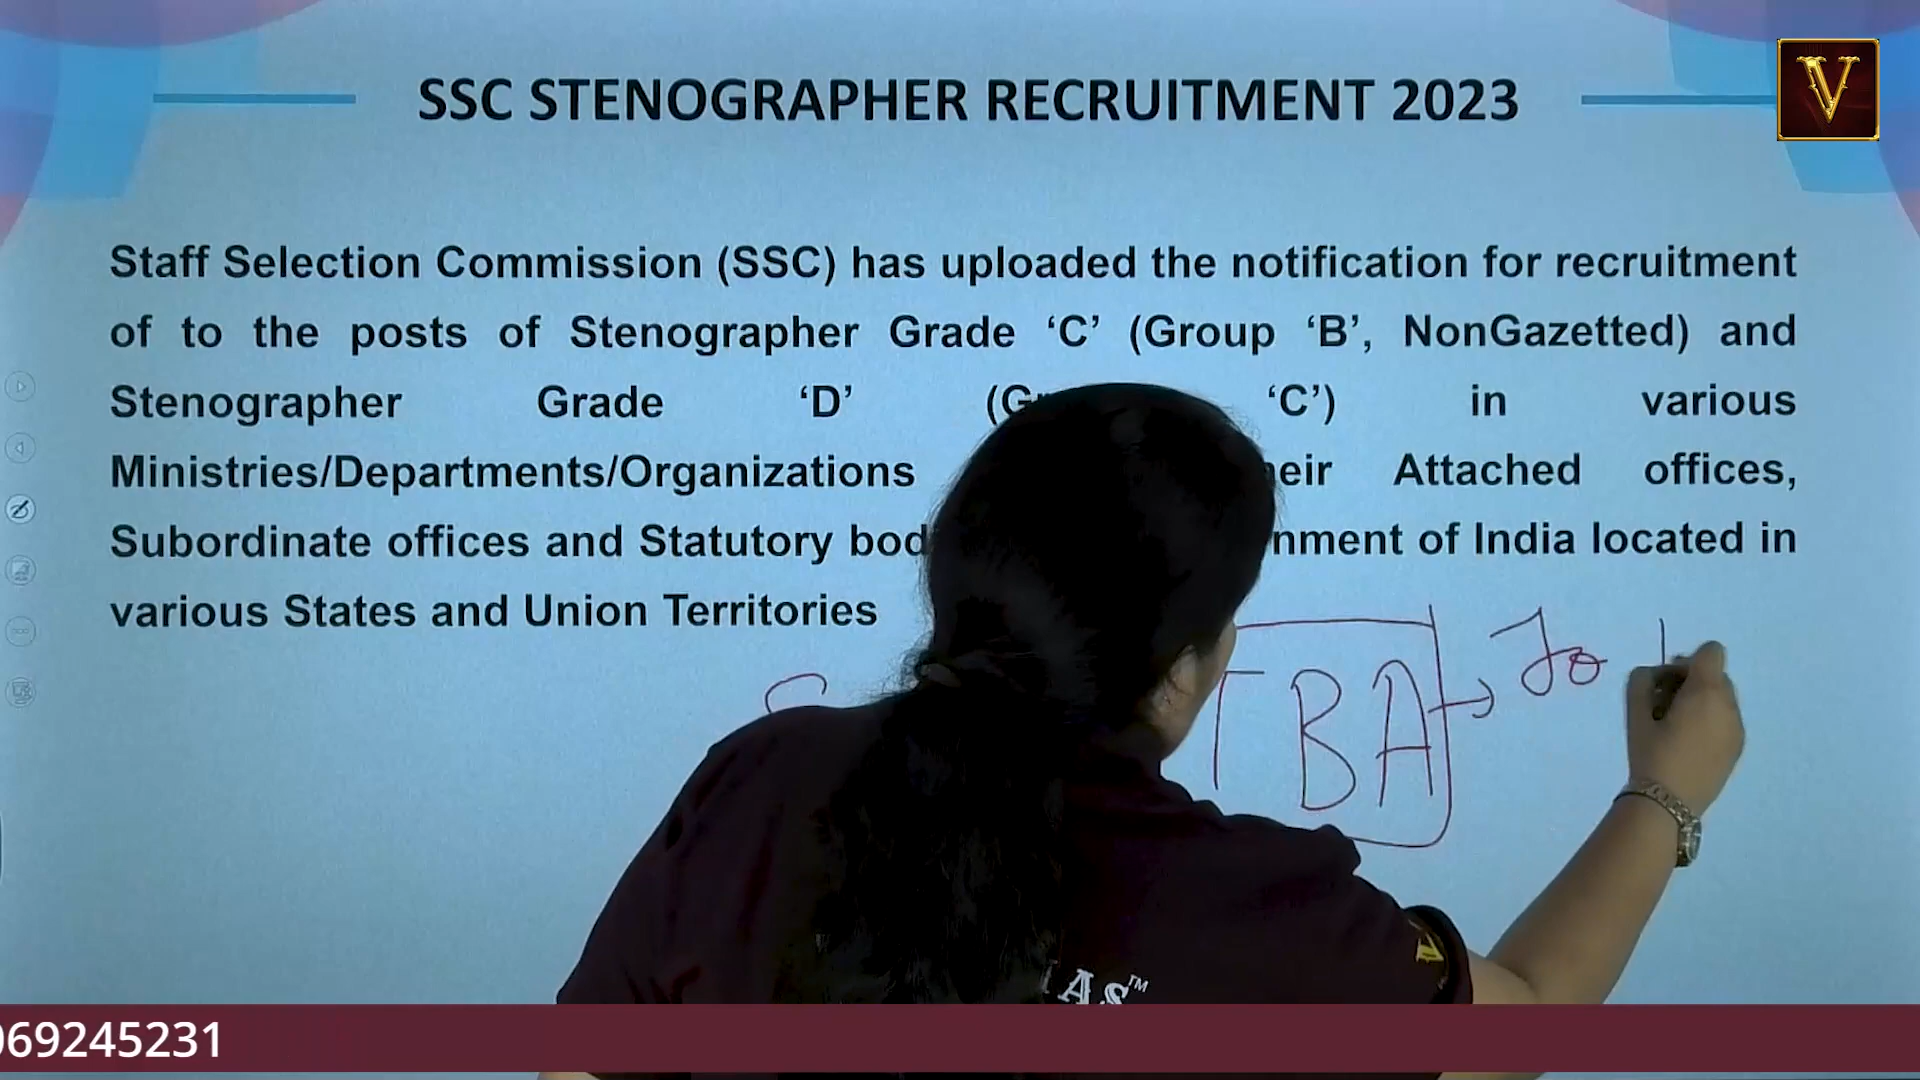 V
SSC STENOGRAPHER RECRUITMENT 2023
Staff Selection Commission (SSC) has uploaded the notification for recruitment
of to the posts of Stenographer Grade ‘C’ (Group ‘B’, NonGazetted) and
Stenographer Grade ‘D’ ‘C’) in various
Ministries/Departments/Organizations Attached offices,
Subordinate offices and Statutory of India located in
various States and Union Territories
TBA → To
V
IAS™
069245231